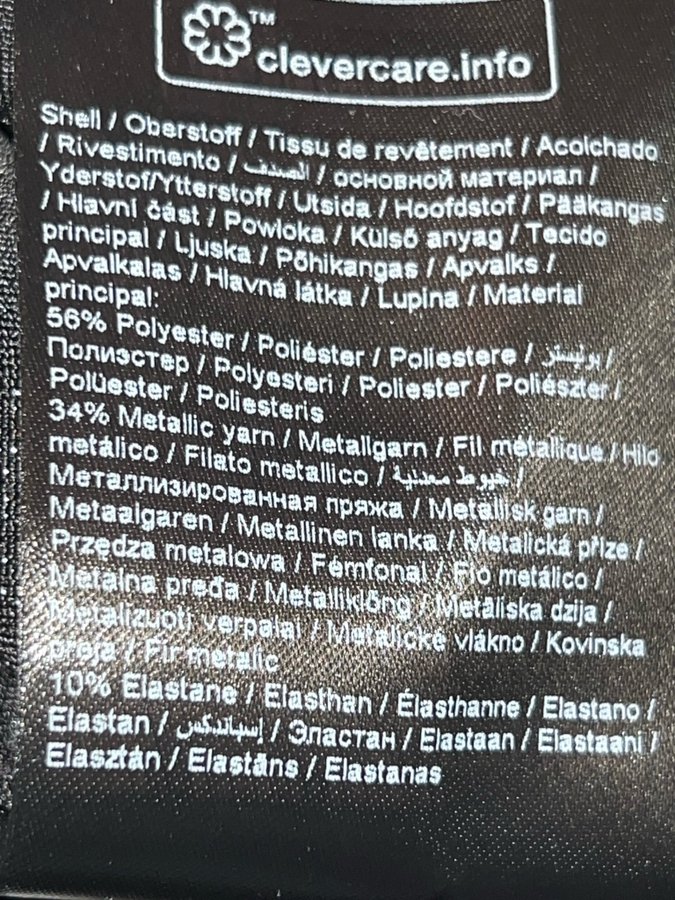 TM
clevercare.info
Shell / Oberstoff / Tissu de revêtement / Acolchado
/ Rivestimento / الصدف / основной материал /
Yderstof/Ytterstoff / Utsida / Hoofdstof / Pääkangas
/ Hlavní část / Powłoka / Külső anyag / Tecido
principal / Ljuska / Põhikangas / Apvalks /
Apvalkalas / Hlavná látka / Lupina / Material
principal:
56% Polyester / Poliéster / Poliestere / بوليستر /
Полиэстер / Polyesteri / Poliester / Poliészter /
Polüester / Poliesteris
34% Metallic yarn / Metallgarn / Fil métallique / Hilo
metálico / Filato metallico / خيوط معدنية /
Металлизированная пряжа / Metallisk garn /
Metaalgaren / Metallinen lanka / Metalická příze /
Przędza metalowa / Fémfonal / Fio metálico /
Metalna pređa / Metalliklõng / Metāliska dzija /
Metalizuoti verpalai / Metalické vlákno / Kovinska
preja / Fir metalic
10% Elastane / Elasthan / Élasthanne / Elastano /
Elastan / إسباندكس / Эластан / Elastaan / Elastaani /
Elasztán / Elastāns / Elastanas